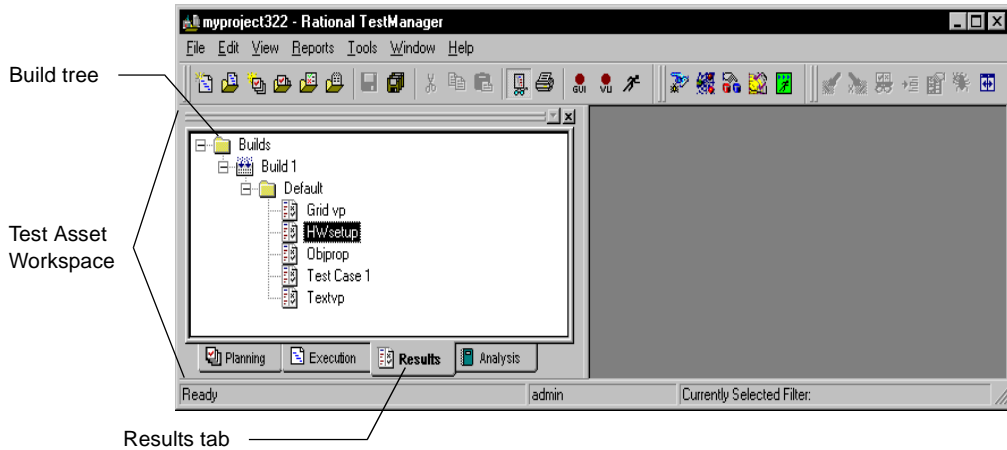 myproject322 - Rational TestManager
File Edit View Reports Tools Window Help
GUI VU
Build tree
Builds
Build 1
Default
Grid vp
HWsetup
Objprop
Test Case 1
Textvp
Test Asset
Workspace
Planning Execution Results Analysis
Ready admin Currently Selected Filter:
Results tab